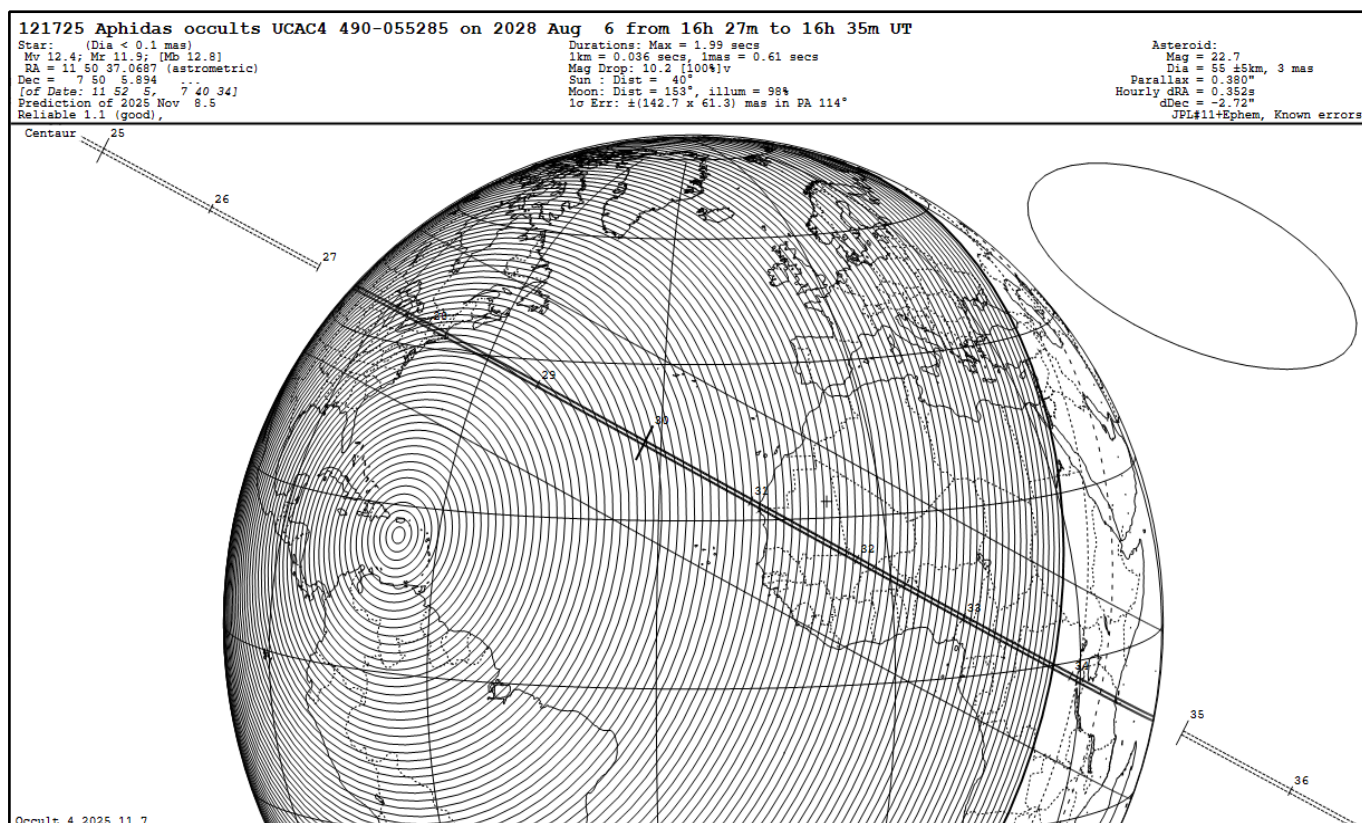 121725 Aphidas occults UCAC4 490-055285 on 2028 Aug  6 from 16h 27m to 16h 35m UT
Star:    (Dia < 0.1 mas)
Mv 12.4; Mr 11.9; [Mb 12.8]
RA = 11 50 37.0687 (astrometric)
Dec =   7 50  5.894   ...
[of Date: 11 52  5,   7 40 34]
Prediction of 2025 Nov  8.5
Reliable 1.1 (good),
Durations: Max = 1.99 secs
1km = 0.036 secs, 1mas = 0.61 secs
Mag Drop: 10.2 [100%]v
Sun : Dist =  40°
Moon: Dist = 153°, illum = 98%
1σ Err: ±(142.7 x 61.3) mas in PA 114°
Asteroid:
Mag = 22.7
Dia = 55 ±5km, 3 mas
Parallax = 0.380"
Hourly dRA = 0.352s
dDec = -2.72"
JPL#11+Ephem, Known errors
Centaur
25
26
27
28
29
30
31
32
33
34
35
36
Occult 4.2025.11.7